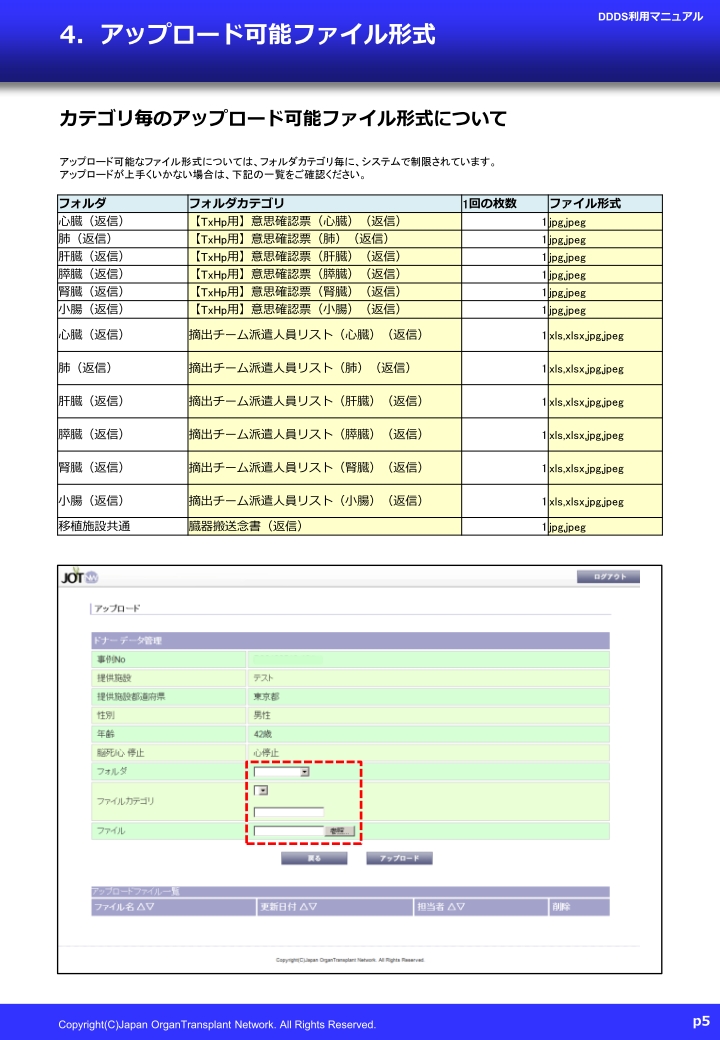 DDDS利用マニュアル
4. アップロード可能ファイル形式
カテゴリ毎のアップロード可能ファイル形式について
アップロード可能なファイル形式については、フォルダカテゴリ毎に、システムで制限されています。
アップロードが上手くいかない場合は、下記の一覧をご確認ください。
フォルダ フォルダカテゴリ 1回の枚数 ファイル形式
心臓（返信） 【TxHp用】意思確認票（心臓）（返信） 1 jpg,jpeg
肺（返信） 【TxHp用】意思確認票（肺）（返信） 1 jpg,jpeg
肝臓（返信） 【TxHp用】意思確認票（肝臓）（返信） 1 jpg,jpeg
膵臓（返信） 【TxHp用】意思確認票（膵臓）（返信） 1 jpg,jpeg
腎臓（返信） 【TxHp用】意思確認票（腎臓）（返信） 1 jpg,jpeg
小腸（返信） 【TxHp用】意思確認票（小腸）（返信） 1 jpg,jpeg
心臓（返信） 摘出チーム派遣人員リスト（心臓）（返信） 1 xls,xlsx,jpg,jpeg
肺（返信） 摘出チーム派遣人員リスト（肺）（返信） 1 xls,xlsx,jpg,jpeg
肝臓（返信） 摘出チーム派遣人員リスト（肝臓）（返信） 1 xls,xlsx,jpg,jpeg
膵臓（返信） 摘出チーム派遣人員リスト（膵臓）（返信） 1 xls,xlsx,jpg,jpeg
腎臓（返信） 摘出チーム派遣人員リスト（腎臓）（返信） 1 xls,xlsx,jpg,jpeg
小腸（返信） 摘出チーム派遣人員リスト（小腸）（返信） 1 xls,xlsx,jpg,jpeg
移植施設共通 臓器搬送念書（返信） 1 jpg,jpeg
JOT NW ログアウト
アップロード
ドナーデータ管理
事例No
提供施設 テスト
提供施設都道府県 東京都
性別 男性
年齢 42歳
脳死/心停止 心停止
フォルダ
ファイルカテゴリ
ファイル 参照...
戻る アップロード
アップロードファイル一覧
ファイル名 △▽ 更新日付 △▽ 担当者 △▽ 削除
Copyright(C)Japan OrganTransplant Network. All Rights Reserved.
Copyright(C)Japan OrganTransplant Network. All Rights Reserved.
p5